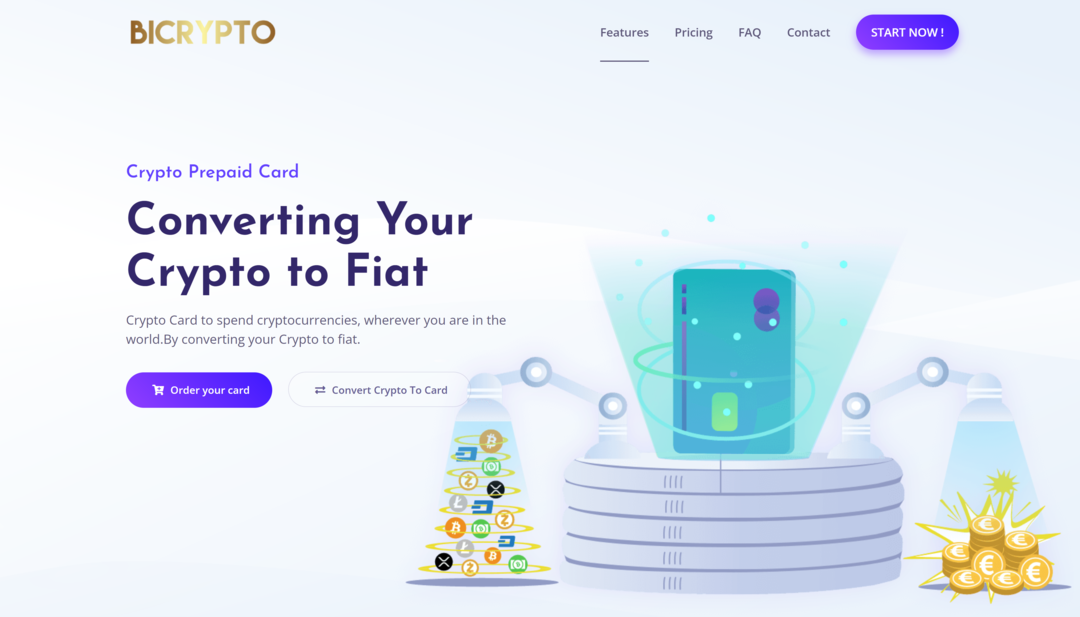 BICRYPTO
Features
Pricing
FAQ
Contact
START NOW !
Crypto Prepaid Card
Converting Your
Crypto to Fiat
Crypto Card to spend cryptocurrencies, wherever you are in the
world.By converting your Crypto to fiat.
Order your card
Convert Crypto To Card